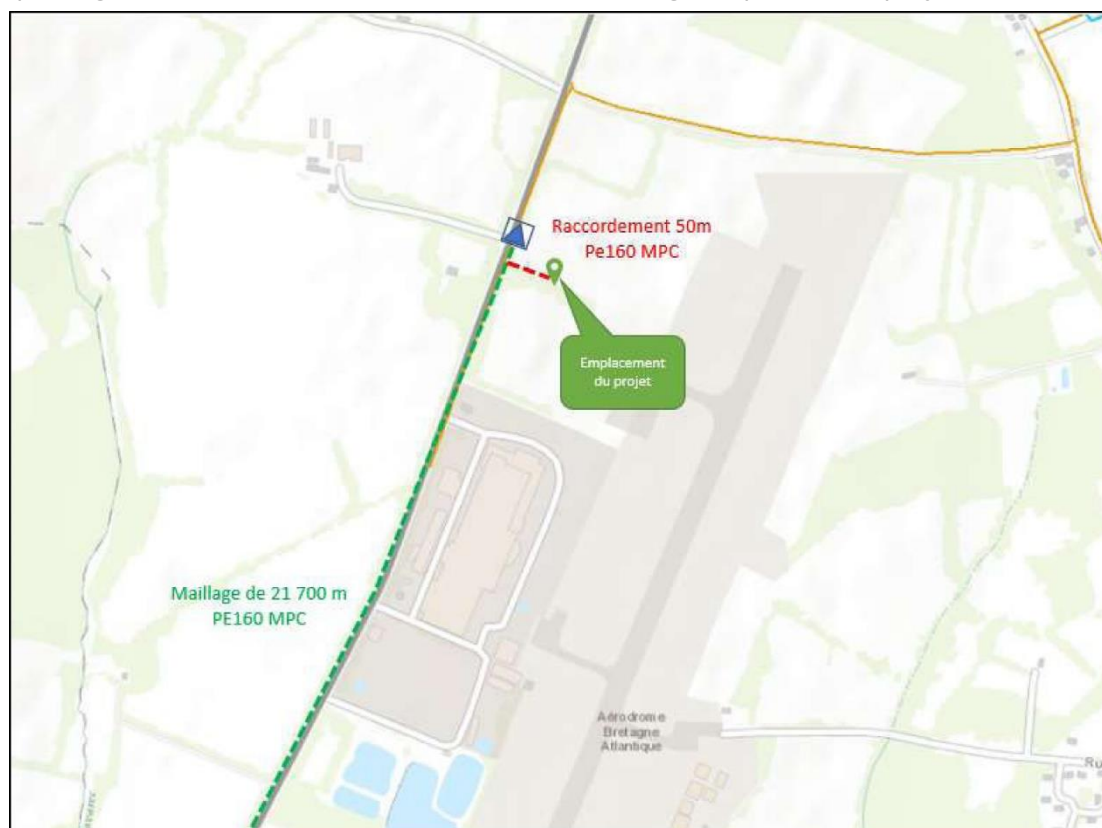 Raccordement 50m
Pe160 MPC
Emplacement
du projet
Maillage de 21 700 m
PE160 MPC
Aérodrome
Bretagne
Atlantique